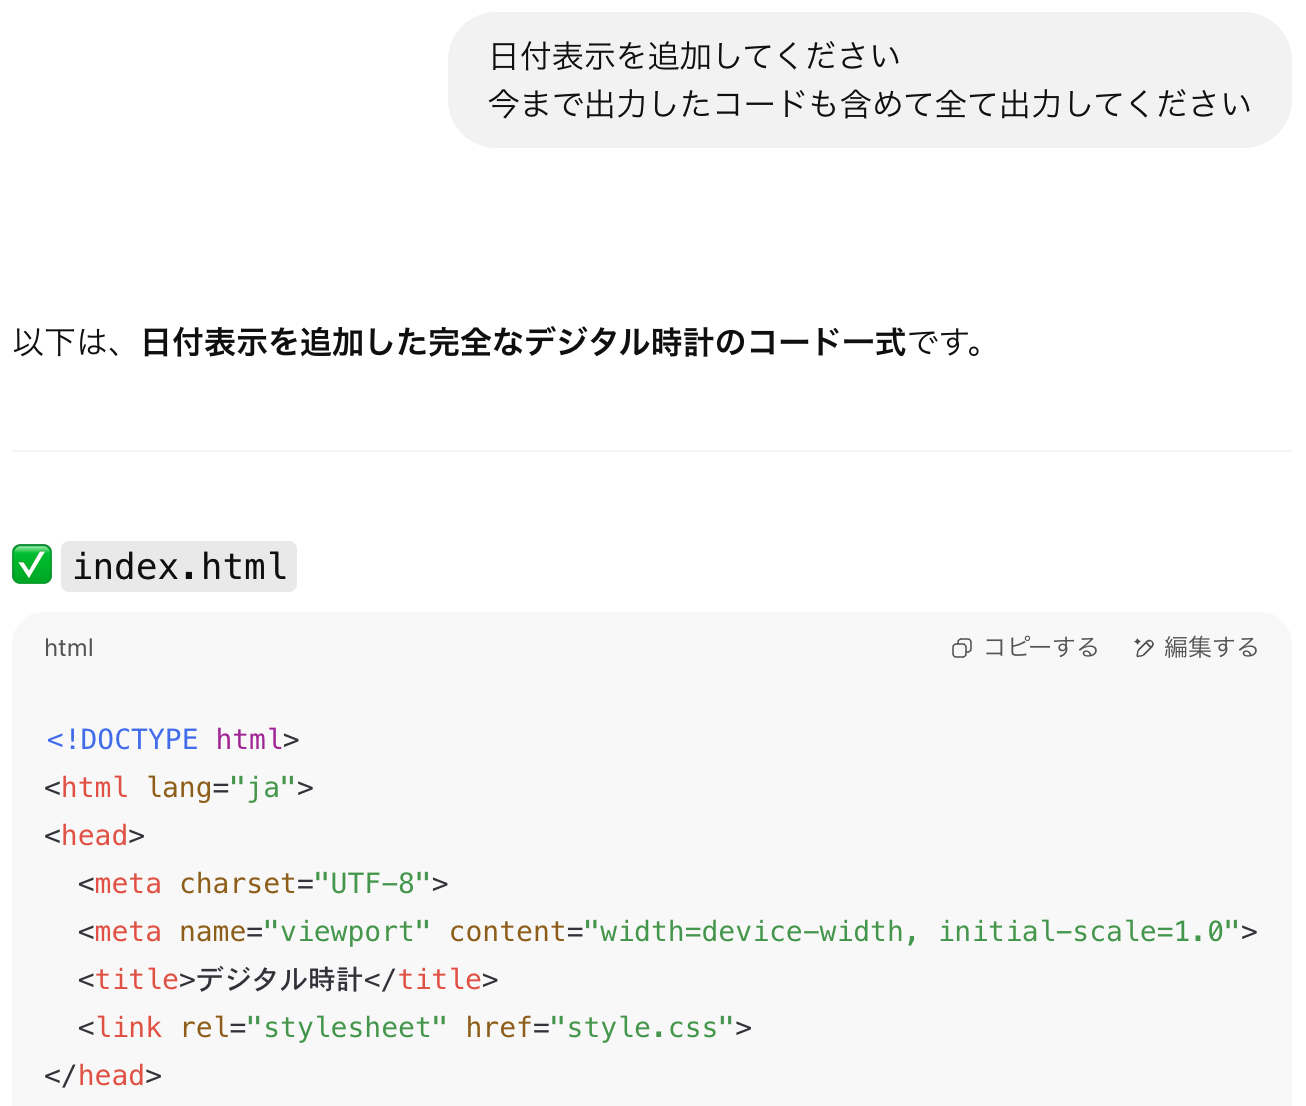 日付表示を追加してください
今まで出力したコードも含めて全て出力してください
以下は、日付表示を追加した完全なデジタル時計のコード一式です。
✅ index.html
html
コピーする
編集する
<!DOCTYPE html>
<html lang="ja">
<head>
  <meta charset="UTF-8">
  <meta name="viewport" content="width=device-width, initial-scale=1.0">
  <title>デジタル時計</title>
  <link rel="stylesheet" href="style.css">
</head>